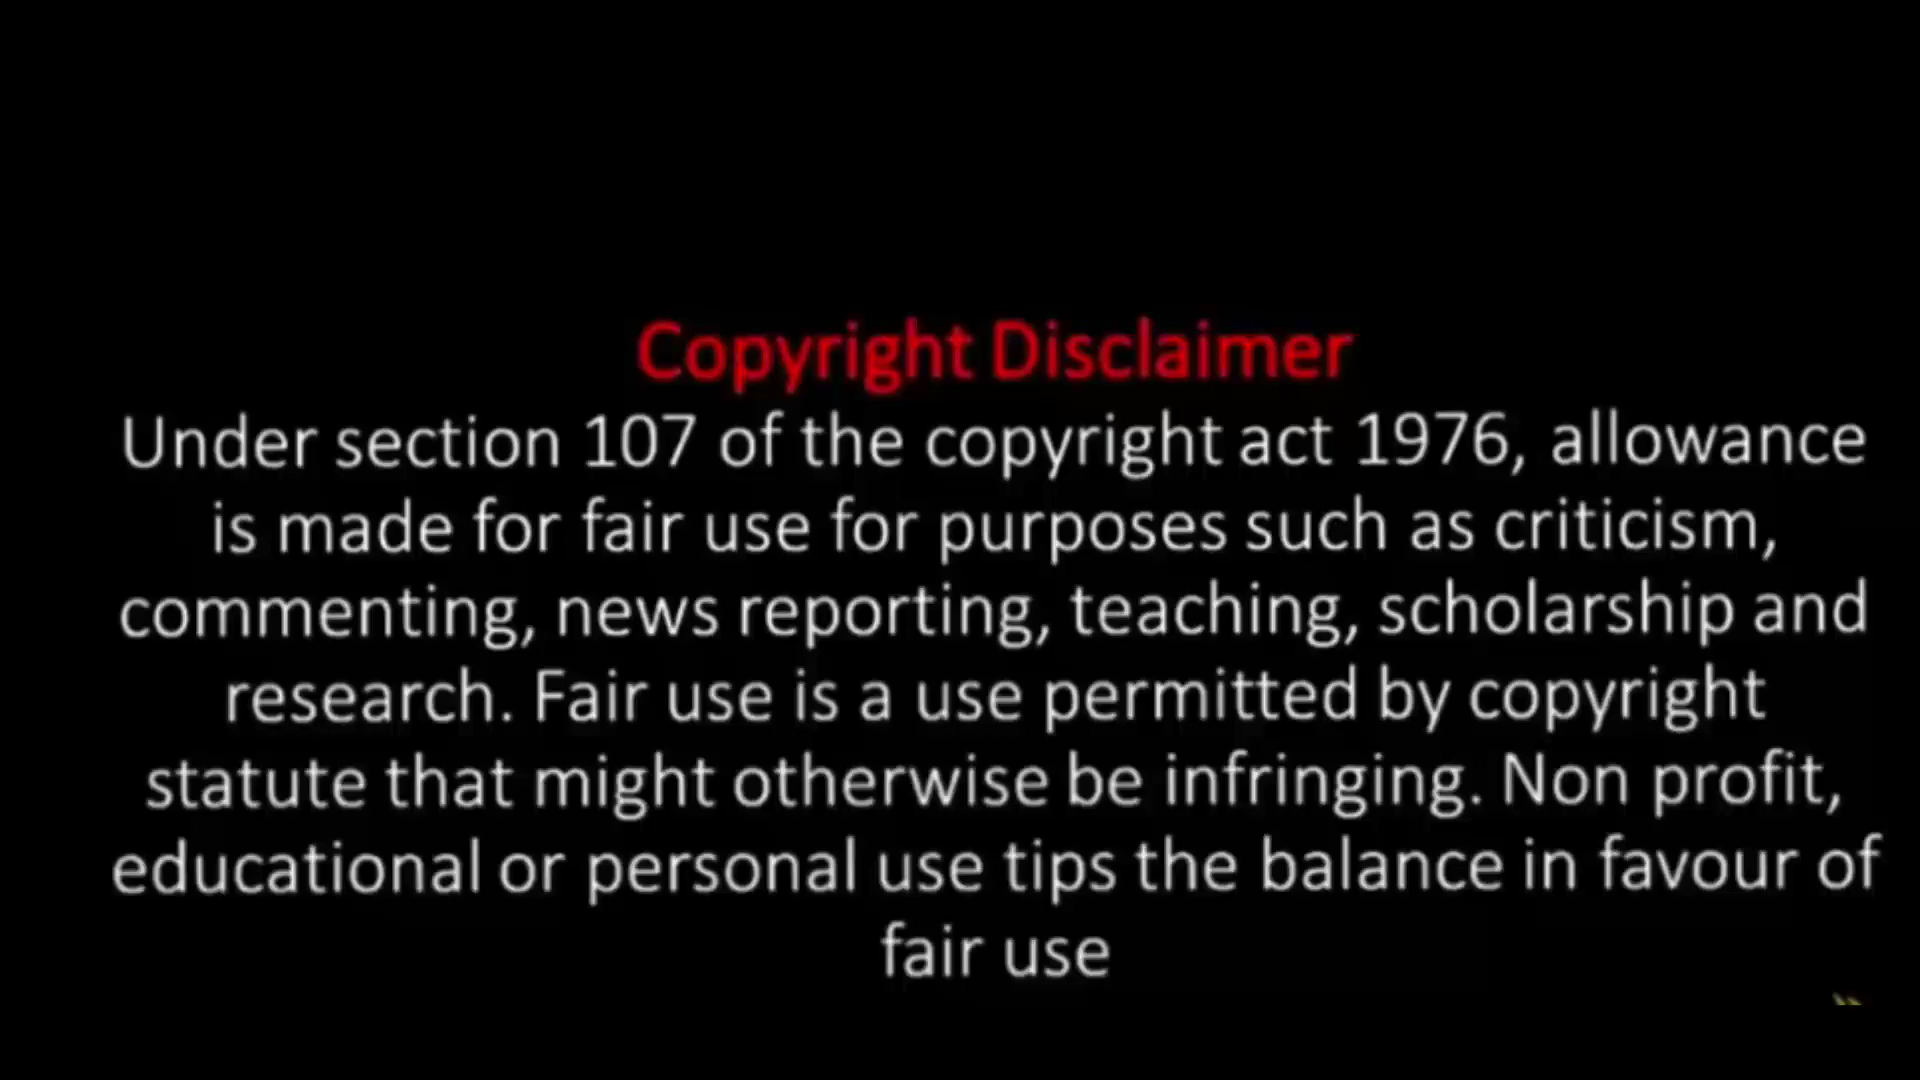 Copyright Disclaimer
Under section 107 of the copyright act 1976, allowance
is made for fair use for purposes such as criticism,
commenting, news reporting, teaching, scholarship and
research. Fair use is a use permitted by copyright
statute that might otherwise be infringing. Non profit,
educational or personal use tips the balance in favour of
fair use